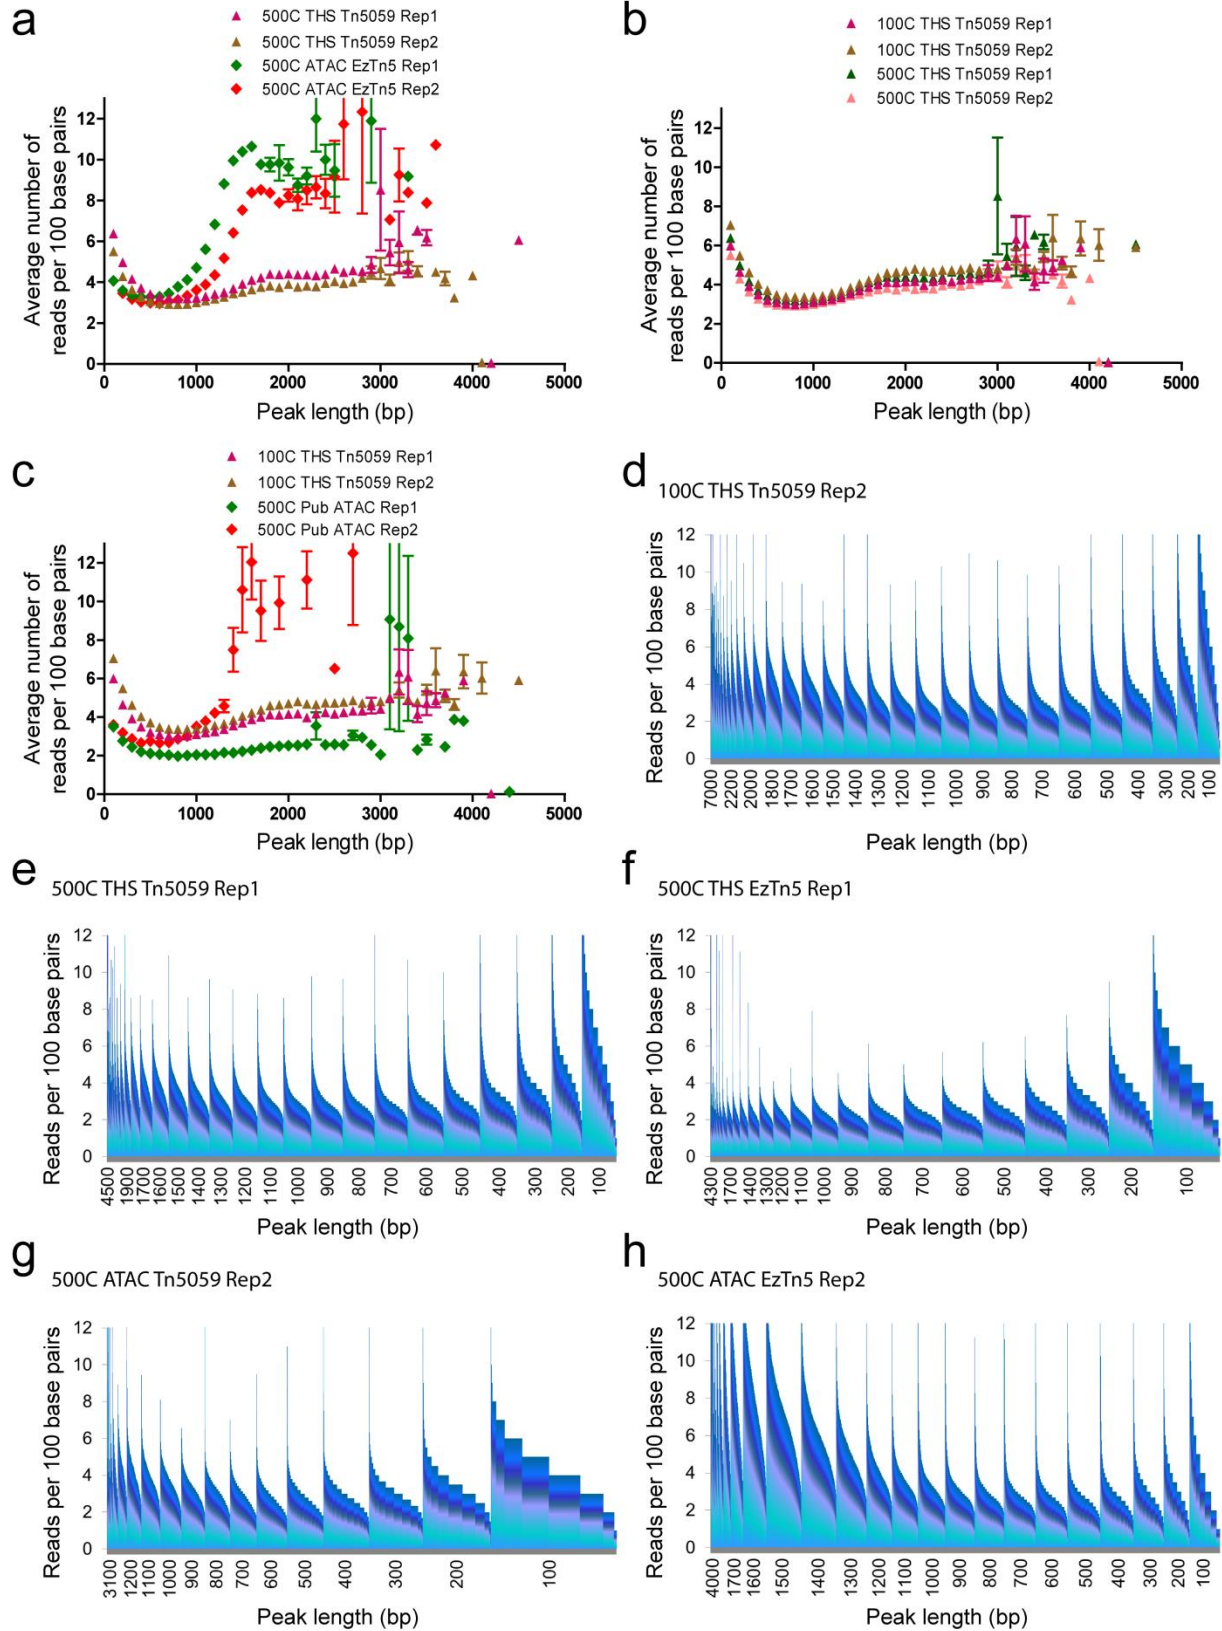 a
500C THS Tn5059 Rep1
500C THS Tn5059 Rep2
500C ATAC EzTn5 Rep1
500C ATAC EzTn5 Rep2
Average number of
reads per 100 base pairs
12
10
8
6
4
2
0
0 1000 2000 3000 4000 5000
Peak length (bp)
b
100C THS Tn5059 Rep1
100C THS Tn5059 Rep2
500C THS Tn5059 Rep1
500C THS Tn5059 Rep2
Average number of
reads per 100 base pairs
12
10
8
6
4
2
0
0 1000 2000 3000 4000 5000
Peak length (bp)
c
100C THS Tn5059 Rep1
100C THS Tn5059 Rep2
500C Pub ATAC Rep1
500C Pub ATAC Rep2
Average number of
reads per 100 base pairs
12
10
8
6
4
2
0
0 1000 2000 3000 4000 5000
Peak length (bp)
d
100C THS Tn5059 Rep2
Reads per 100 base pairs
12
10
8
6
4
2
0
7000 2200 2000 1800 1700 1600 1500 1400 1300 1200 1100 1000 900 800 700 600 500 400 300 200 100
Peak length (bp)
e
500C THS Tn5059 Rep1
Reads per 100 base pairs
12
10
8
6
4
2
0
4500 1900 1700 1600 1500 1400 1300 1200 1100 1000 900 800 700 600 500 400 300 200 100
Peak length (bp)
f
500C THS EzTn5 Rep1
Reads per 100 base pairs
12
10
8
6
4
2
0
4300 1700 1400 1300 1200 1100 1000 900 800 700 600 500 400 300 200 100
Peak length (bp)
g
500C ATAC Tn5059 Rep2
Reads per 100 base pairs
12
10
8
6
4
2
0
3100 1200 1100 1000 900 800 700 600 500 400 300 200 100
Peak length (bp)
h
500C ATAC EzTn5 Rep2
Reads per 100 base pairs
12
10
8
6
4
2
0
4000 1700 1600 1500 1400 1300 1200 1100 1000 900 800 700 600 500 400 300 200 100
Peak length (bp)